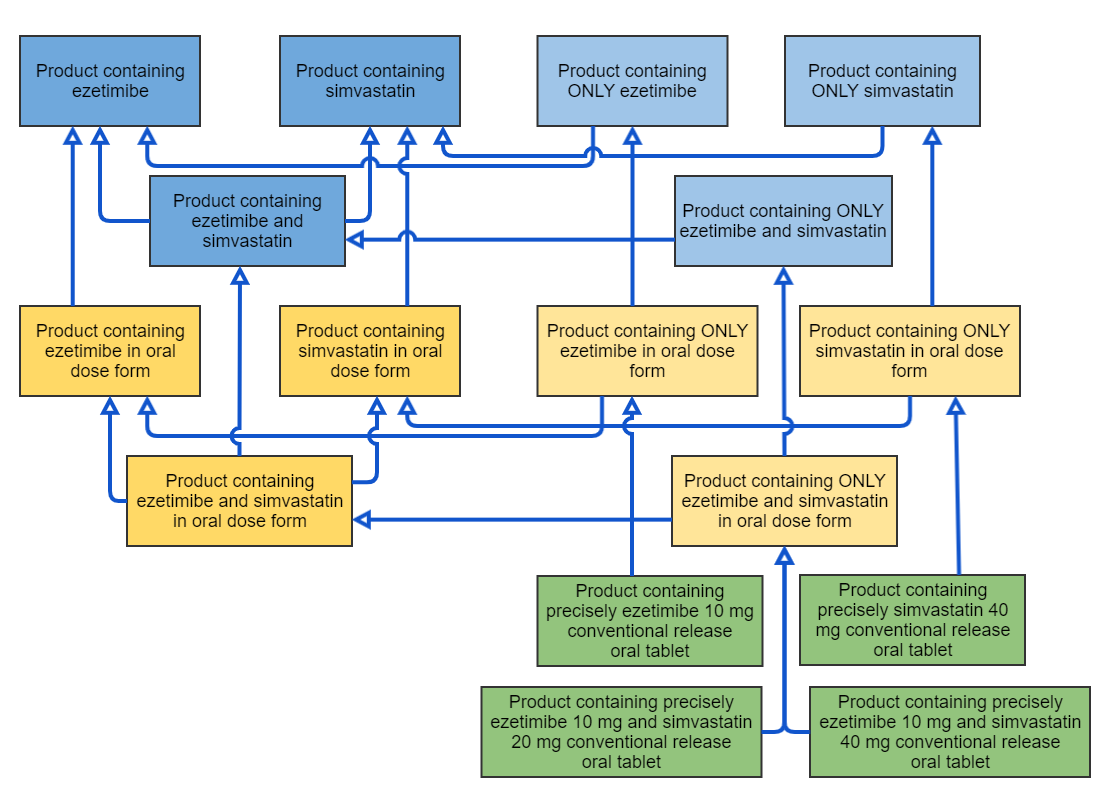 Product containing
ezetimibe
Product containing
simvastatin
Product containing
ONLY ezetimibe
Product containing
ONLY simvastatin
Product containing
ezetimibe and
simvastatin
Product containing ONLY
ezetimibe and simvastatin
Product containing
ezetimibe in oral
dose form
Product containing
simvastatin in oral
dose form
Product containing ONLY
ezetimibe in oral dose
form
Product containing ONLY
simvastatin in oral dose
form
Product containing
ezetimibe and simvastatin
in oral dose form
Product containing ONLY
ezetimibe and simvastatin
in oral dose form
Product containing
precisely ezetimibe 10 mg
conventional release
oral tablet
Product containing
precisely simvastatin 40
mg conventional release
oral tablet
Product containing precisely
ezetimibe 10 mg and simvastatin
20 mg conventional release
oral tablet
Product containing precisely
ezetimibe 10 mg and simvastatin
40 mg conventional release
oral tablet